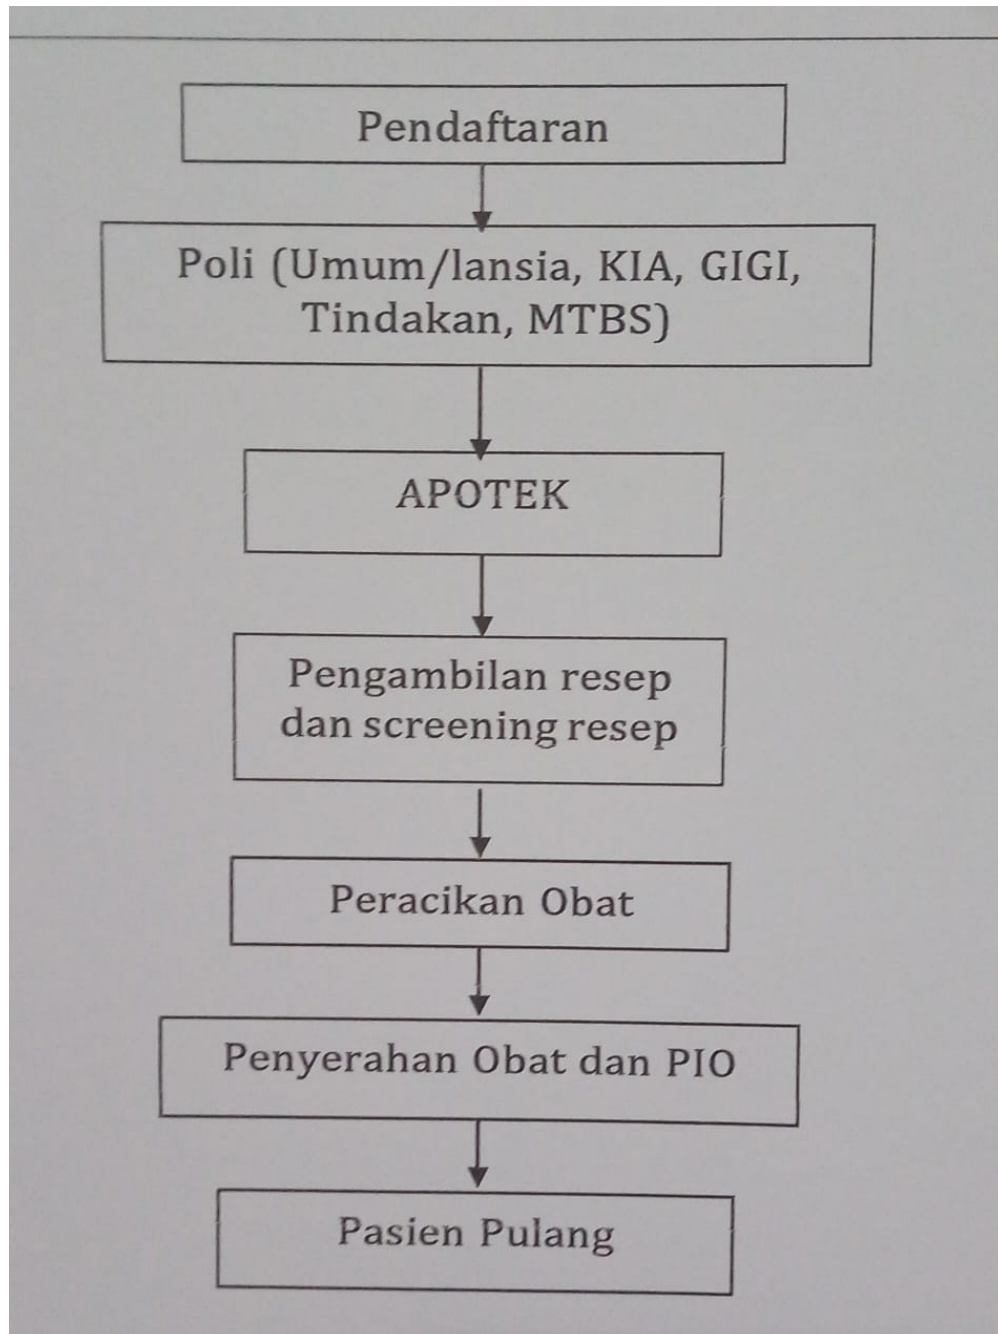 Pendaftaran
Poli (Umum/lansia, KIA, GIGI,
Tindakan, MTBS)
APOTEK
Pengambilan resep
dan screening resep
Peracikan Obat
Penyerahan Obat dan PIO
Pasien Pulang